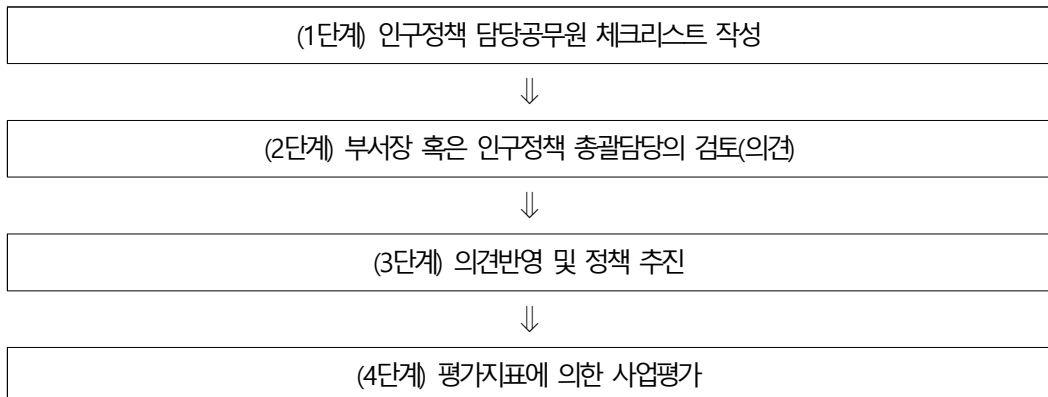 (1단계) 인구정책 담당공무원 체크리스트 작성
⇓
(2단계) 부서장 혹은 인구정책 총괄담당의 검토(의견)
⇓
(3단계) 의견반영 및 정책 추진
⇓
(4단계) 평가지표에 의한 사업평가